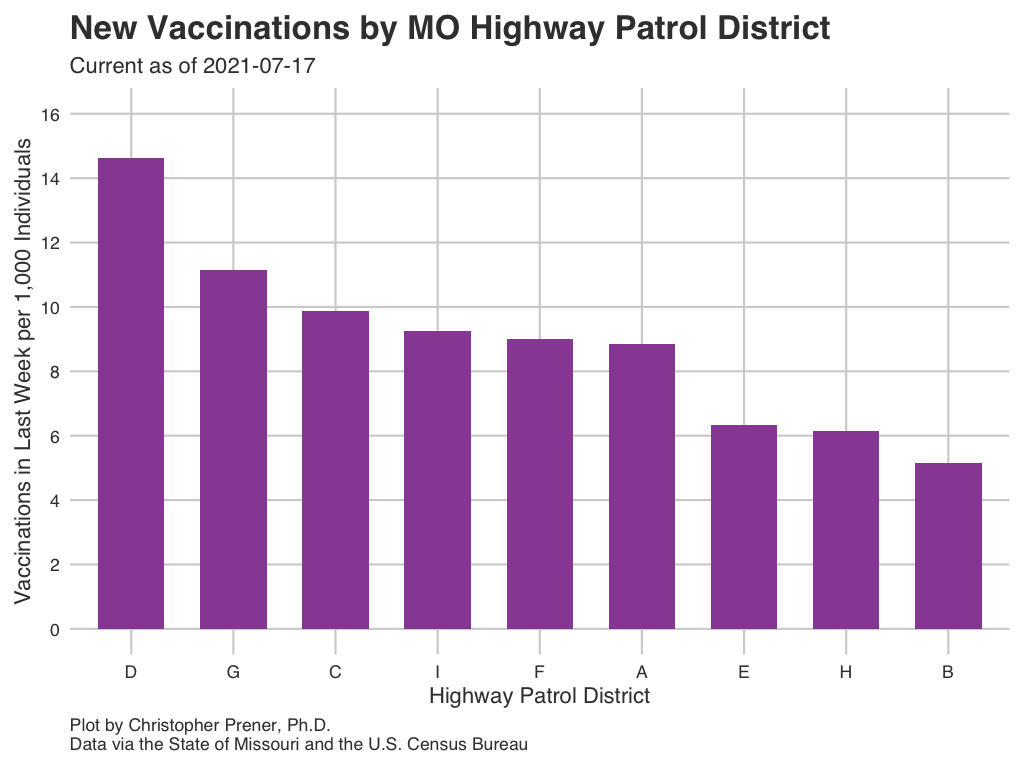 New Vaccinations by MO Highway Patrol District
Current as of 2021-07-17
Vaccinations in Last Week per 1,000 Individuals
16
14
12
10
8
6
4
2
0
D G C I F A E H B
Highway Patrol District
Plot by Christopher Prener, Ph.D.
Data via the State of Missouri and the U.S. Census Bureau